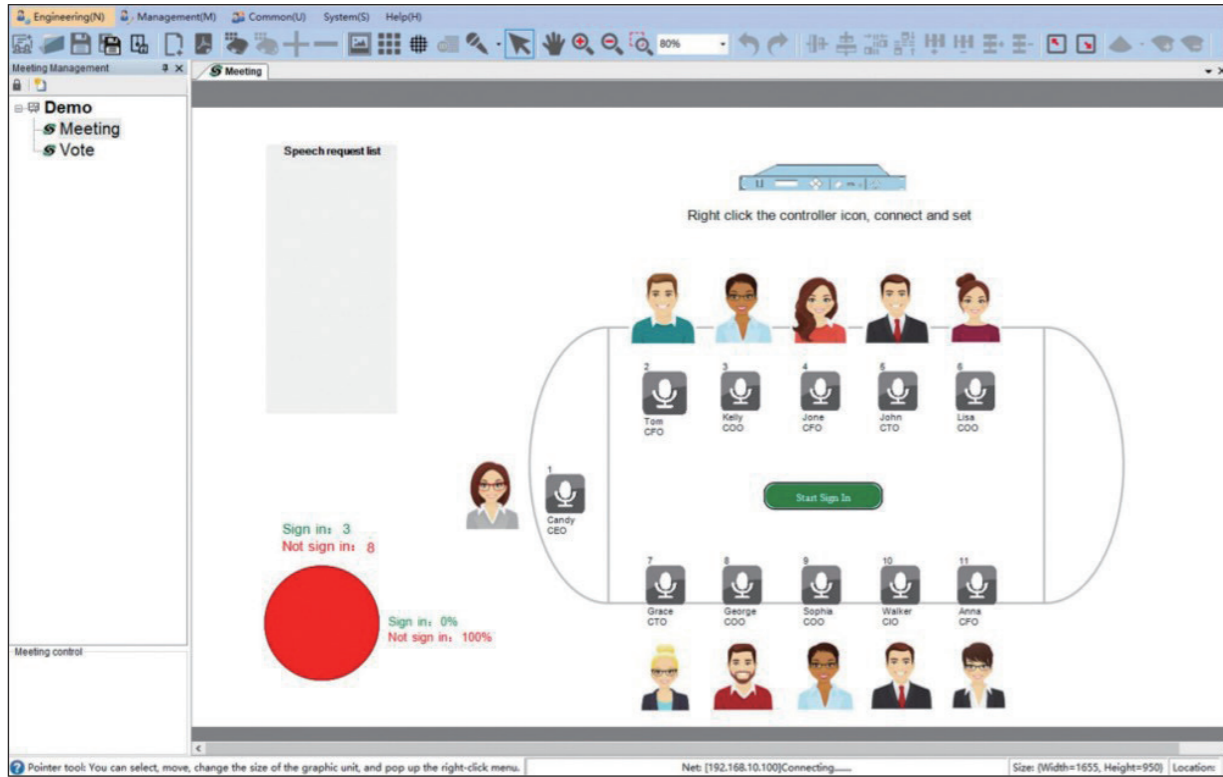 Engineering(N) Management(M) Common(U) System(S) Help(H)
80%
Meeting Management
Meeting
Demo
Meeting
Vote
Speech request list
Right click the controller icon, connect and set
2
3
4
5
6
Tom
CFO
Kelly
COO
Jone
CFO
John
CTO
Lisa
COO
1
Candy
CEO
Start Sign In
Sign in: 3
Not sign in: 8
Sign in: 0%
Not sign in: 100%
7
8
9
10
11
Grace
CTO
George
COO
Sophia
COO
Walker
CIO
Anna
CFO
Meeting control
Pointer tool: You can select, move, change the size of the graphic unit, and pop up the right-click menu.
Net: [192.168.10.100]Connecting......
Size: {Width=1655, Height=950}
Location: